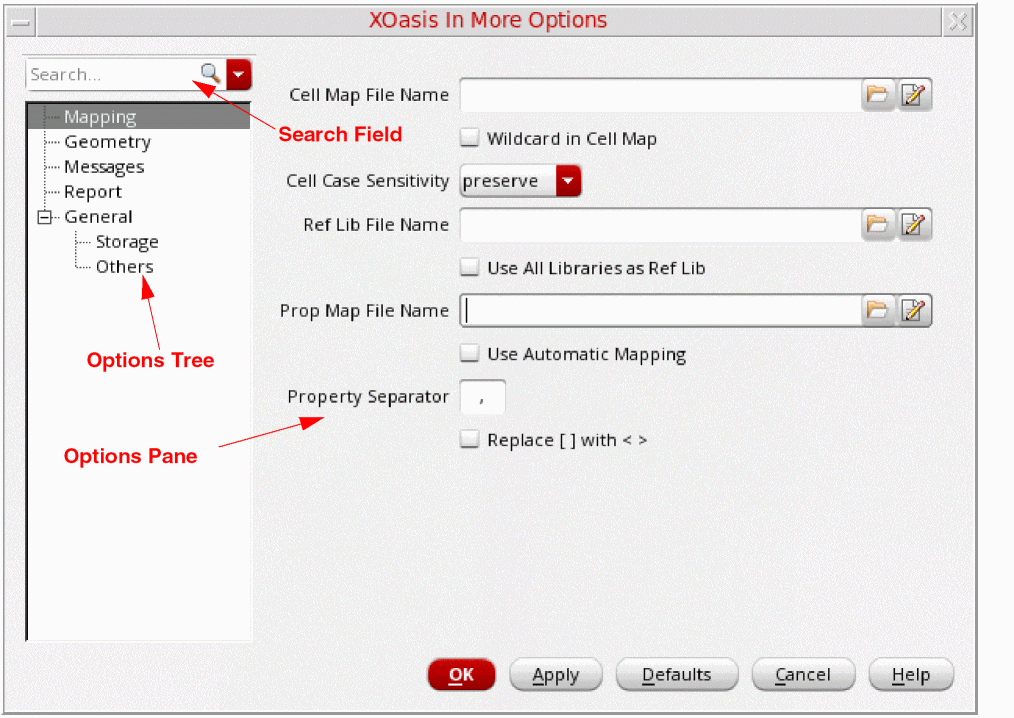 XOasis In More Options
Search...
Search Field
Mapping
Geometry
Messages
Report
General
Storage
Others
Options Tree
Options Pane
Cell Map File Name
Wildcard in Cell Map
Cell Case Sensitivity preserve
Ref Lib File Name
Use All Libraries as Ref Lib
Prop Map File Name
Use Automatic Mapping
Property Separator ,
Replace [ ] with < >
OK Apply Defaults Cancel Help